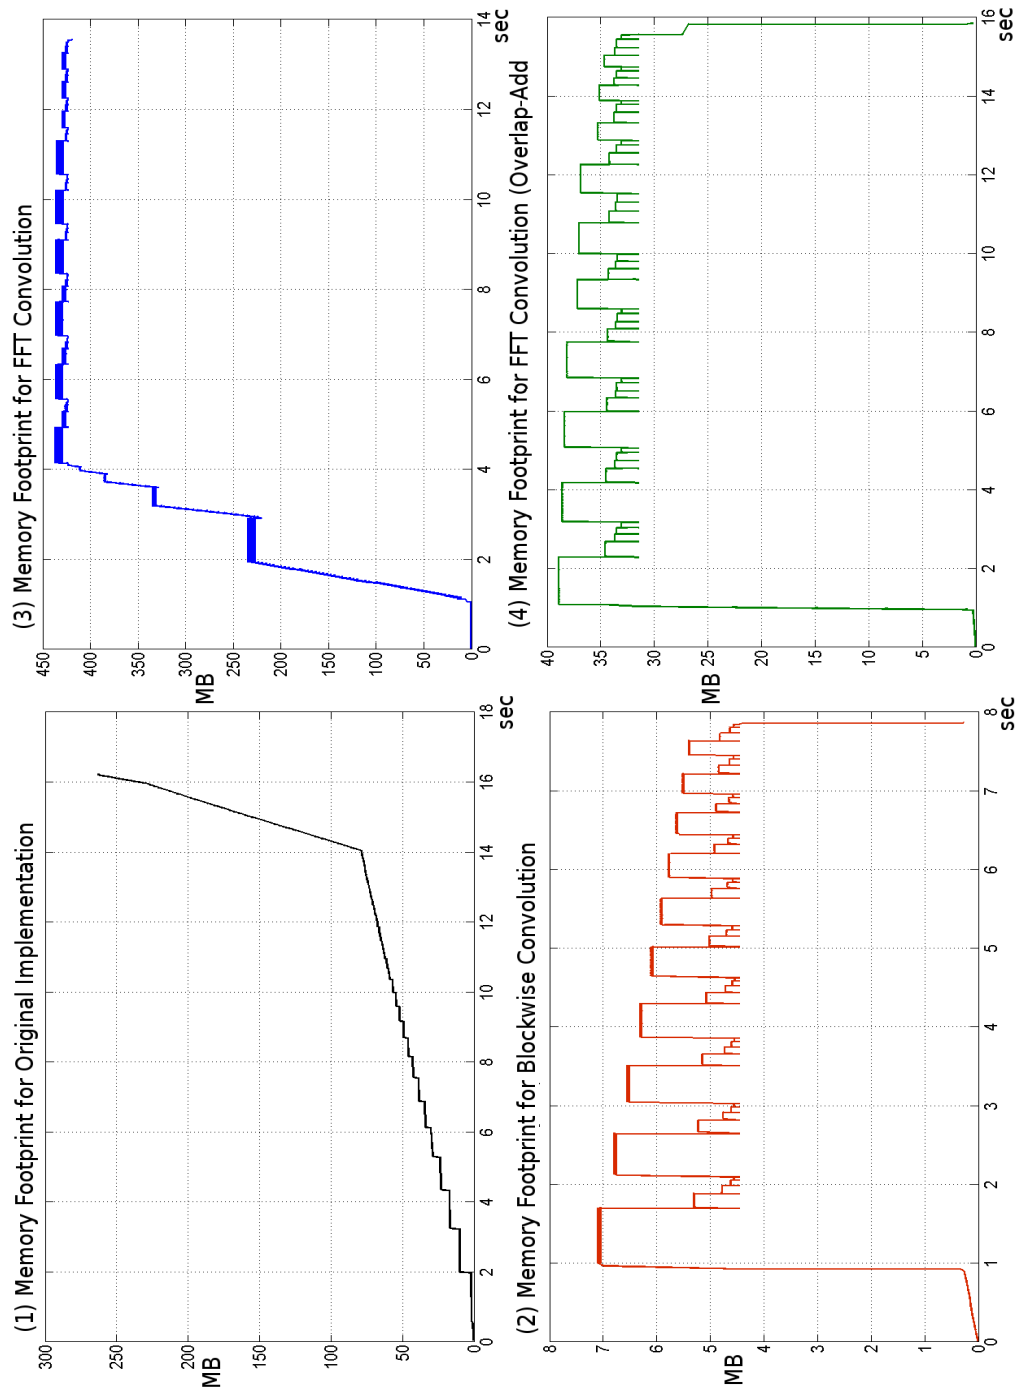 (1) Memory Footprint for Original Implementation
300
250
200
150
100
50
0
MB
0 2 4 6 8 10 12 14 16 18
sec
(3) Memory Footprint for FFT Convolution
450
400
350
300
250
200
150
100
50
0
MB
0 2 4 6 8 10 12 14
sec
(2) Memory Footprint for Blockwise Convolution
8
7
6
5
4
3
2
1
0
MB
0 1 2 3 4 5 6 7 8
sec
(4) Memory Footprint for FFT Convolution (Overlap-Add
40
35
30
25
20
15
10
5
0
MB
0 2 4 6 8 10 12 14 16
sec